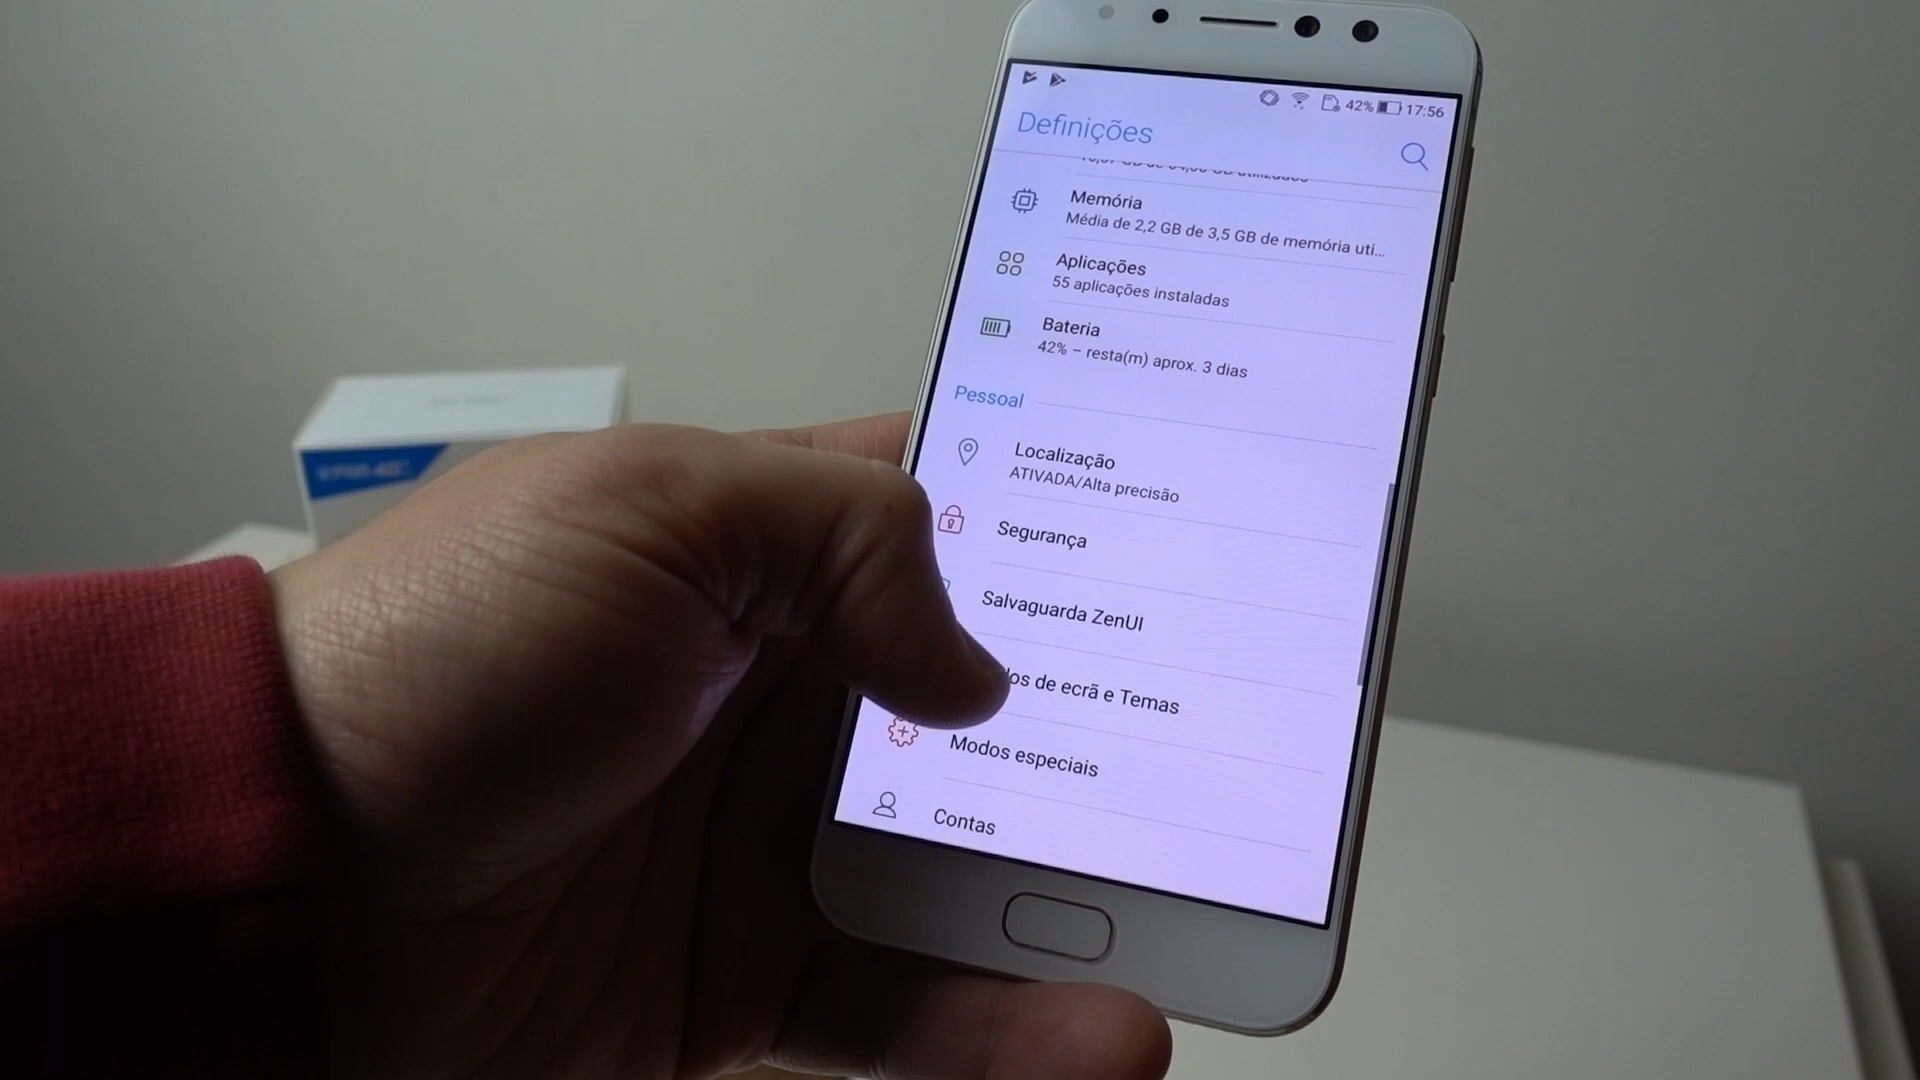 42% 17:56
Definições
Memória
Média de 2,2 GB de 3,5 GB de memória uti...
Aplicações
55 aplicações instaladas
Bateria
42% – resta(m) aprox. 3 dias
Pessoal
Localização
ATIVADA/Alta precisão
Segurança
Salvaguarda ZenUI
de ecrã e Temas
Modos especiais
Contas